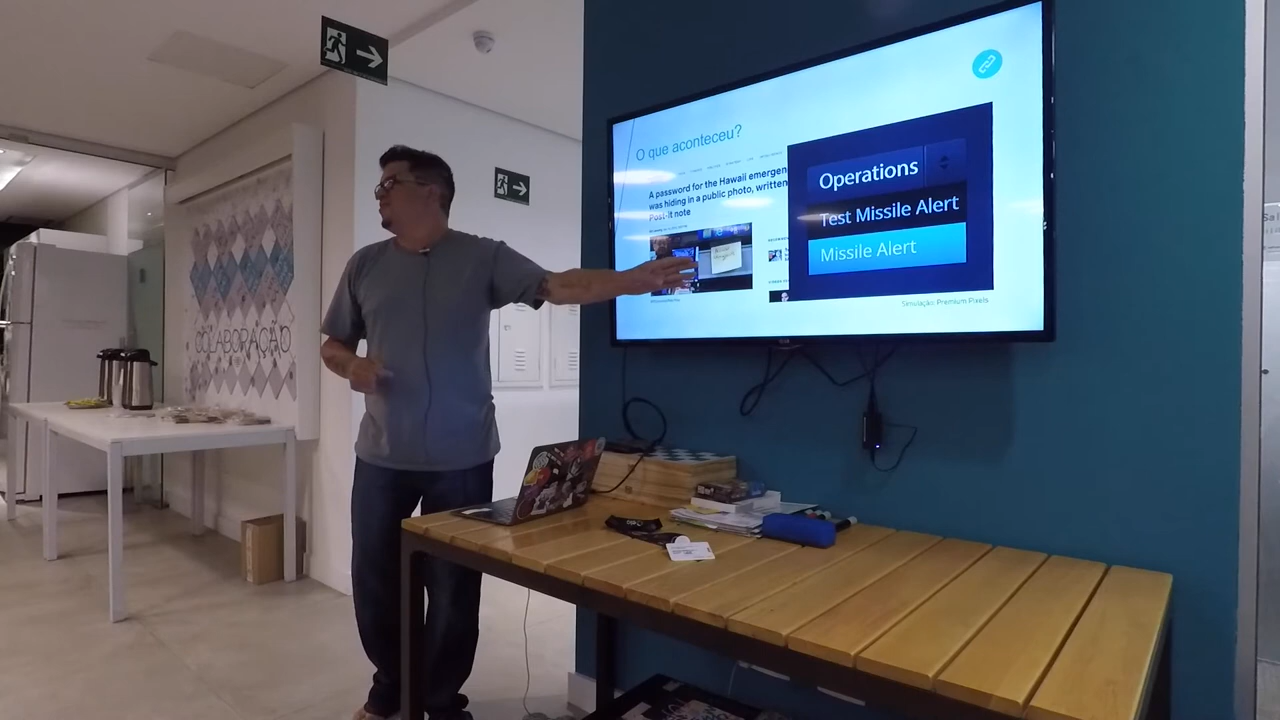 O que aconteceu?
A password for the Hawaii emergen
was hiding in a public photo, written
Post-it note
Operations
Test Missile Alert
Missile Alert
Simulação Premium Pixels
COLABORAÇÃO